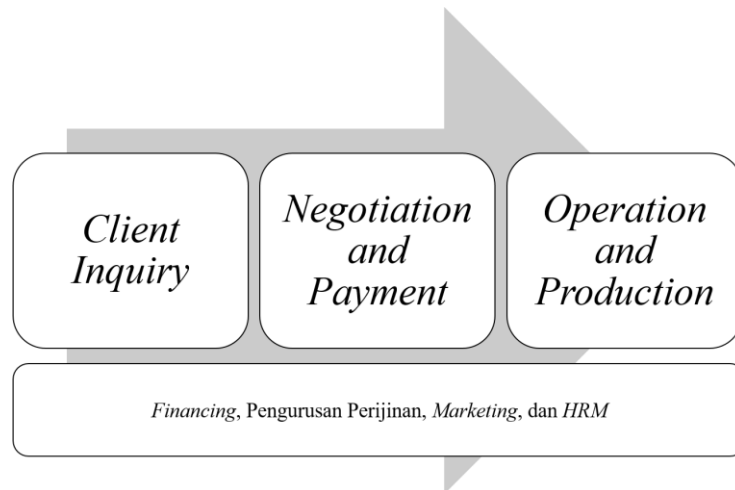 Client
Inquiry
Negotiation
and
Payment
Operation
and
Production
Financing, Pengurusan Perijinan, Marketing, dan HRM